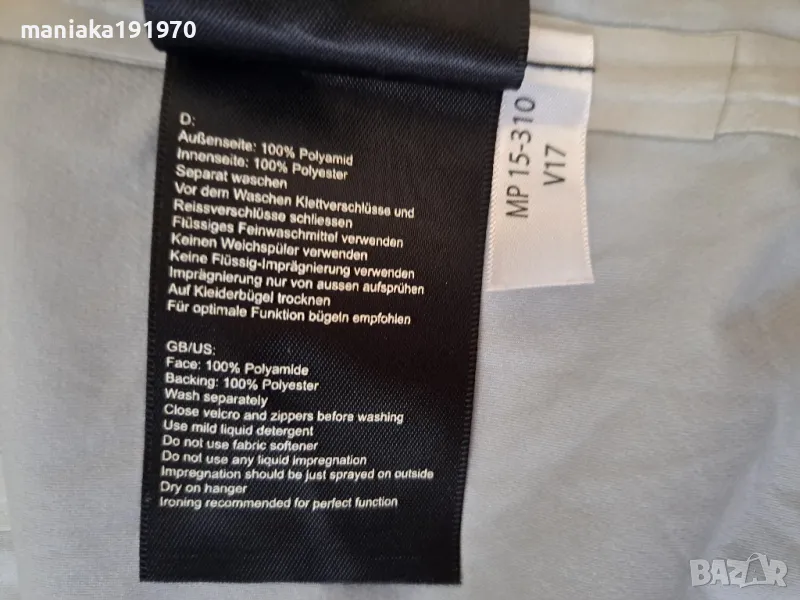 maniaka191970
D:
Außenseite: 100% Polyamid
Innenseite: 100% Polyester
Separat waschen
Vor dem Waschen Klettverschlüsse und
Reissverschlüsse schliessen
Flüssiges Feinwaschmittel verwenden
Keinen Weichspüler verwenden
Keine Flüssig-Imprägnierung verwenden
Imprägnierung nur von aussen aufsprühen
Auf Kleiderbügel trocknen
Für optimale Funktion bügeln empfohlen
GB/US:
Face: 100% Polyamide
Backing: 100% Polyester
Wash separately
Close velcro and zippers before washing
Use mild liquid detergent
Do not use fabric softener
Do not use any liquid impregnation
Impregnation should be just sprayed on outside
Dry on hanger
Ironing recommended for perfect function
MP 15-310
V17
BAZAR